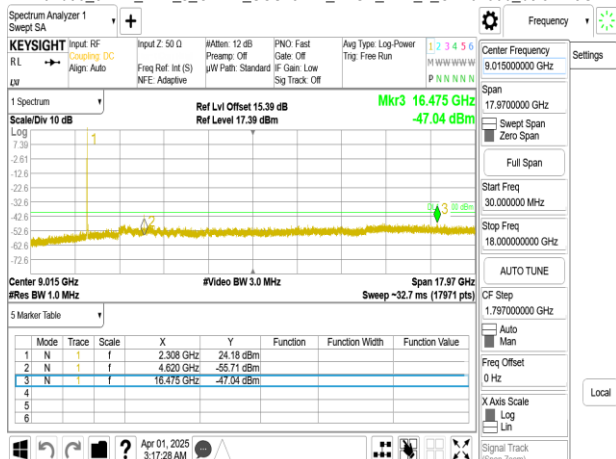 Spectrum Analyzer 1
Swept SA
+
Frequency
KEYSIGHT
RL
Input: RF
Coupling: DC
Align: Auto
Input Z: 50 Ω
Freq Ref: Int (S)
NFE: Adaptive
#Atten: 12 dB
Preamp: Off
µW Path: Standard
PNO: Fast
Gate: Off
IF Gain: Low
Sig Track: Off
Avg Type: Log-Power
Trig: Free Run
1 2 3 4 5 6
M W W W W W
P N N N N N
Center Frequency
9.015000000 GHz
Settings
Span
17.9700000 GHz
Swept Span
Zero Span
Full Span
Start Freq
30.000000 MHz
Stop Freq
18.000000000 GHz
AUTO TUNE
CF Step
1.797000000 GHz
Auto
Man
Freq Offset
0 Hz
X Axis Scale
Log
Lin
Signal Track
Local
1 Spectrum
Scale/Div 10 dB
Ref Lvl Offset 15.39 dB
Ref Level 17.39 dBm
Mkr3 16.475 GHz
-47.04 dBm
Log
7.39
-2.61
-12.6
-22.6
-32.6
-42.6
-52.6
-62.6
-72.6
1
2
3
Center 9.015 GHz
#Res BW 1.0 MHz
#Video BW 3.0 MHz
Span 17.97 GHz
Sweep ~32.7 ms (17971 pts)
5 Marker Table
Mode Trace Scale X Y Function Function Width Function Value
1 N 1 f 2.308 GHz 24.18 dBm
2 N 1 f 4.620 GHz -55.71 dBm
3 N 1 f 16.475 GHz -47.04 dBm
4
5
6
?
Apr 01, 2025
3:17:28 AM